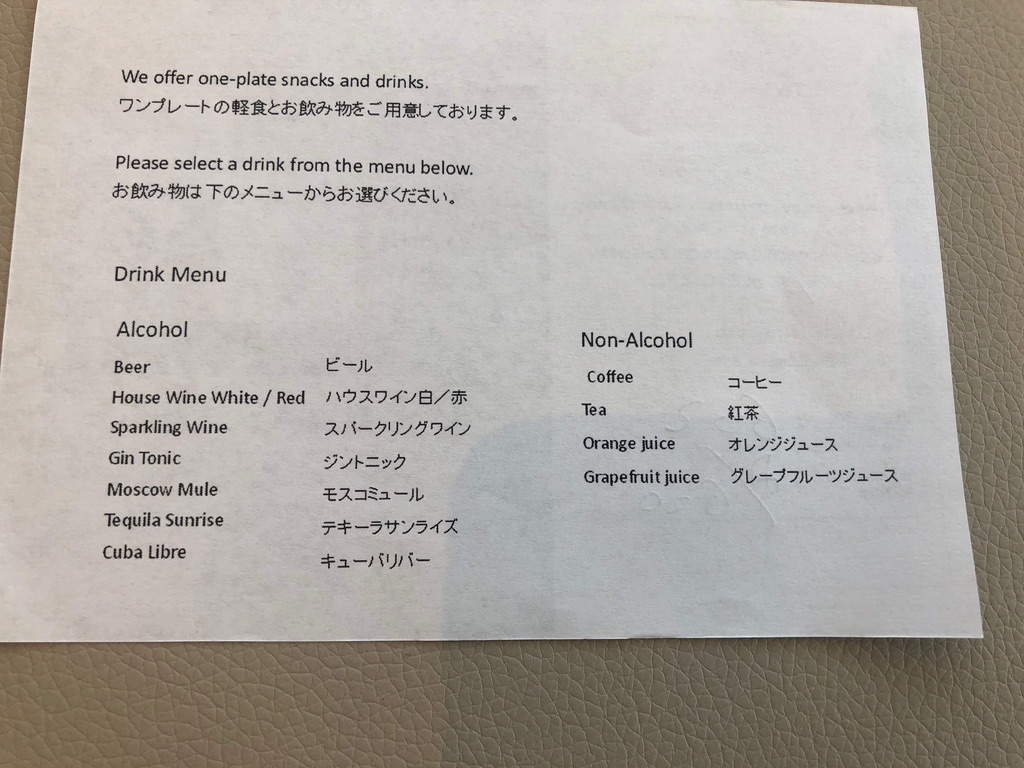 We offer one-plate snacks and drinks.
ワンプレートの軽食とお飲み物をご用意しております。
Please select a drink from the menu below.
お飲み物は下のメニューからお選びください。
Drink Menu
Alcohol
Beer ビール
House Wine White / Red ハウスワイン白／赤
Sparkling Wine スパークリングワイン
Gin Tonic ジントニック
Moscow Mule モスコミュール
Tequila Sunrise テキーラサンライズ
Cuba Libre キューバリバー
Non-Alcohol
Coffee コーヒー
Tea 紅茶
Orange juice オレンジジュース
Grapefruit juice グレープフルーツジュース